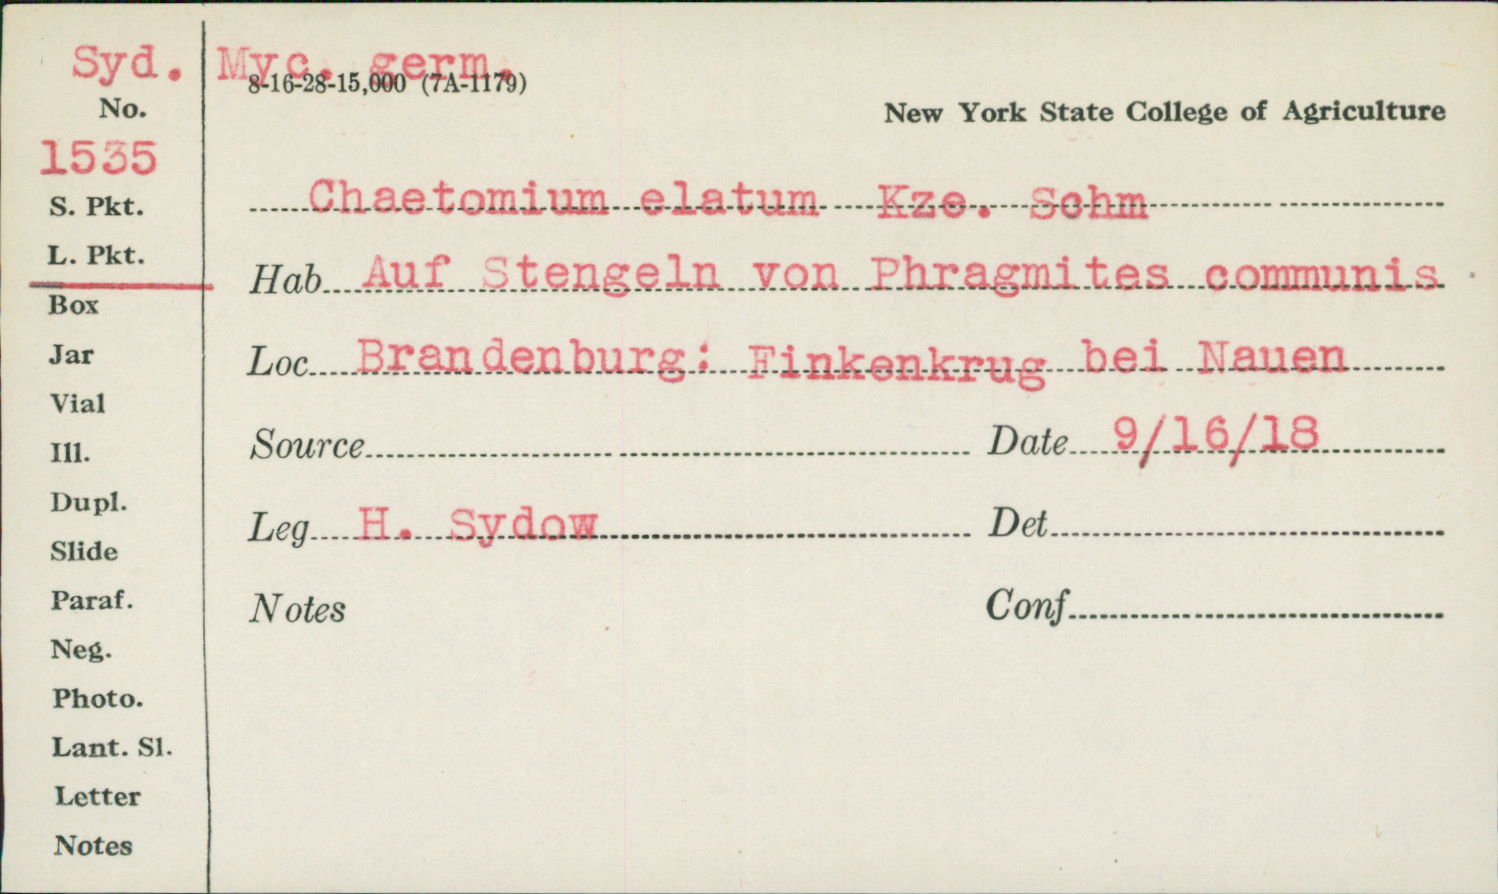 Syd. Myc. germ.
8-16-28-15,000 (7A-1179)
No.
New York State College of Agriculture
1535
S. Pkt.
Chaetomium elatum Kze. Schm
L. Pkt.
Hab Auf Stengeln von Phragmites communis
Box
Jar
Loc Brandenburg: Finkenkrug bei Nauen
Vial
Ill.
Source Date 9/16/18
Dupl.
Slide
Leg H. Sydow Det
Paraf.
Notes Conf
Neg.
Photo.
Lant. Sl.
Letter
Notes